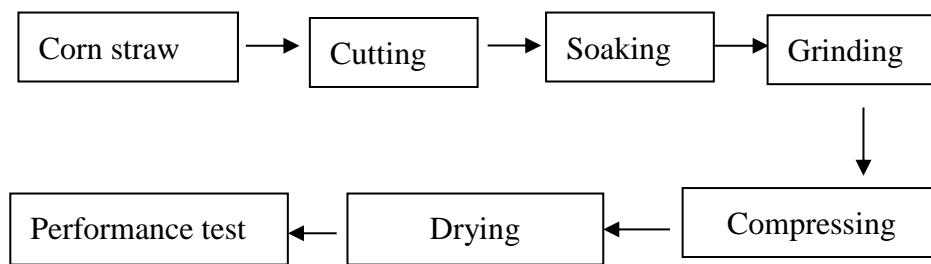 Corn straw
Cutting
Soaking
Grinding
Compressing
Drying
Performance test